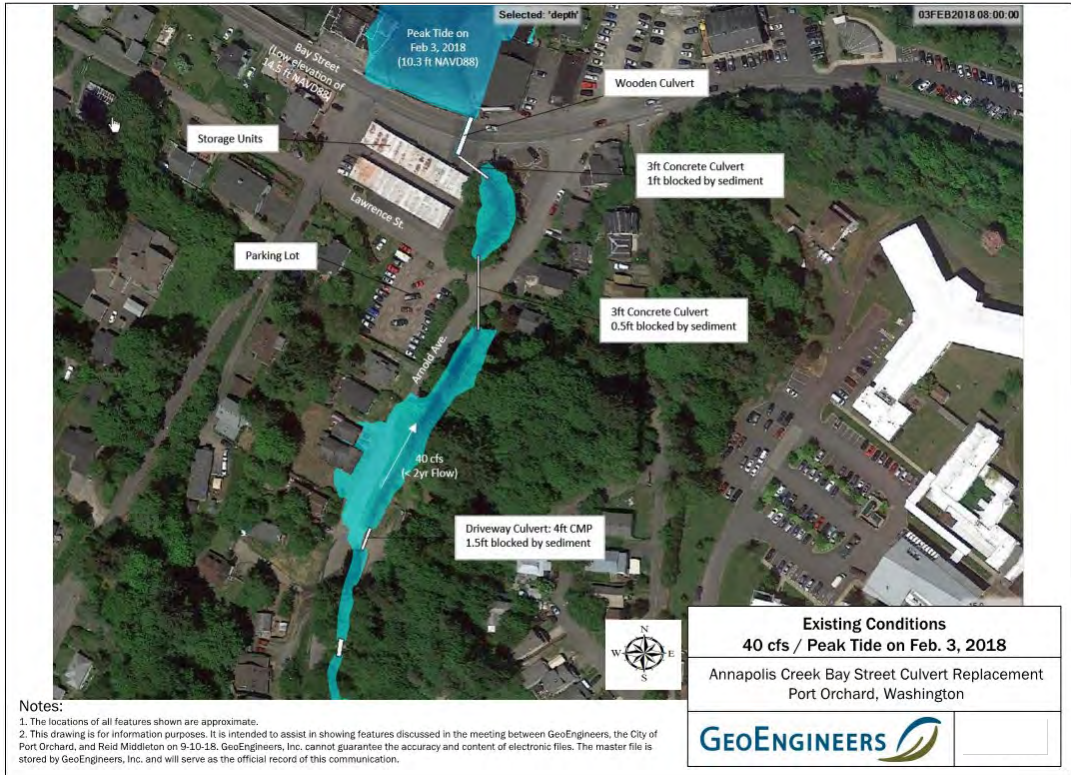 Selected: 'depth'
03FEB2018 08:00:00
Peak Tide on
Feb 3, 2018
(10.3 ft NAVD88)
Bay Street
(Low elevation of
14.5 ft NAVD88)
Wooden Culvert
Storage Units
3ft Concrete Culvert
1ft blocked by sediment
Lawrence St.
Parking Lot
3ft Concrete Culvert
0.5ft blocked by sediment
Arnold Ave.
40 cfs
(< 2yr Flow)
Driveway Culvert: 4ft CMP
1.5ft blocked by sediment
N
W
E
S
Existing Conditions
40 cfs / Peak Tide on Feb. 3, 2018
Annapolis Creek Bay Street Culvert Replacement
Port Orchard, Washington
GEOENGINEERS
Notes:
1. The locations of all features shown are approximate.
2. This drawing is for information purposes. It is intended to assist in showing features discussed in the meeting between GeoEngineers, the City of
Port Orchard, and Reid Middleton on 9-10-18. GeoEngineers, Inc. cannot guarantee the accuracy and content of electronic files. The master file is
stored by GeoEngineers, Inc. and will serve as the official record of this communication.